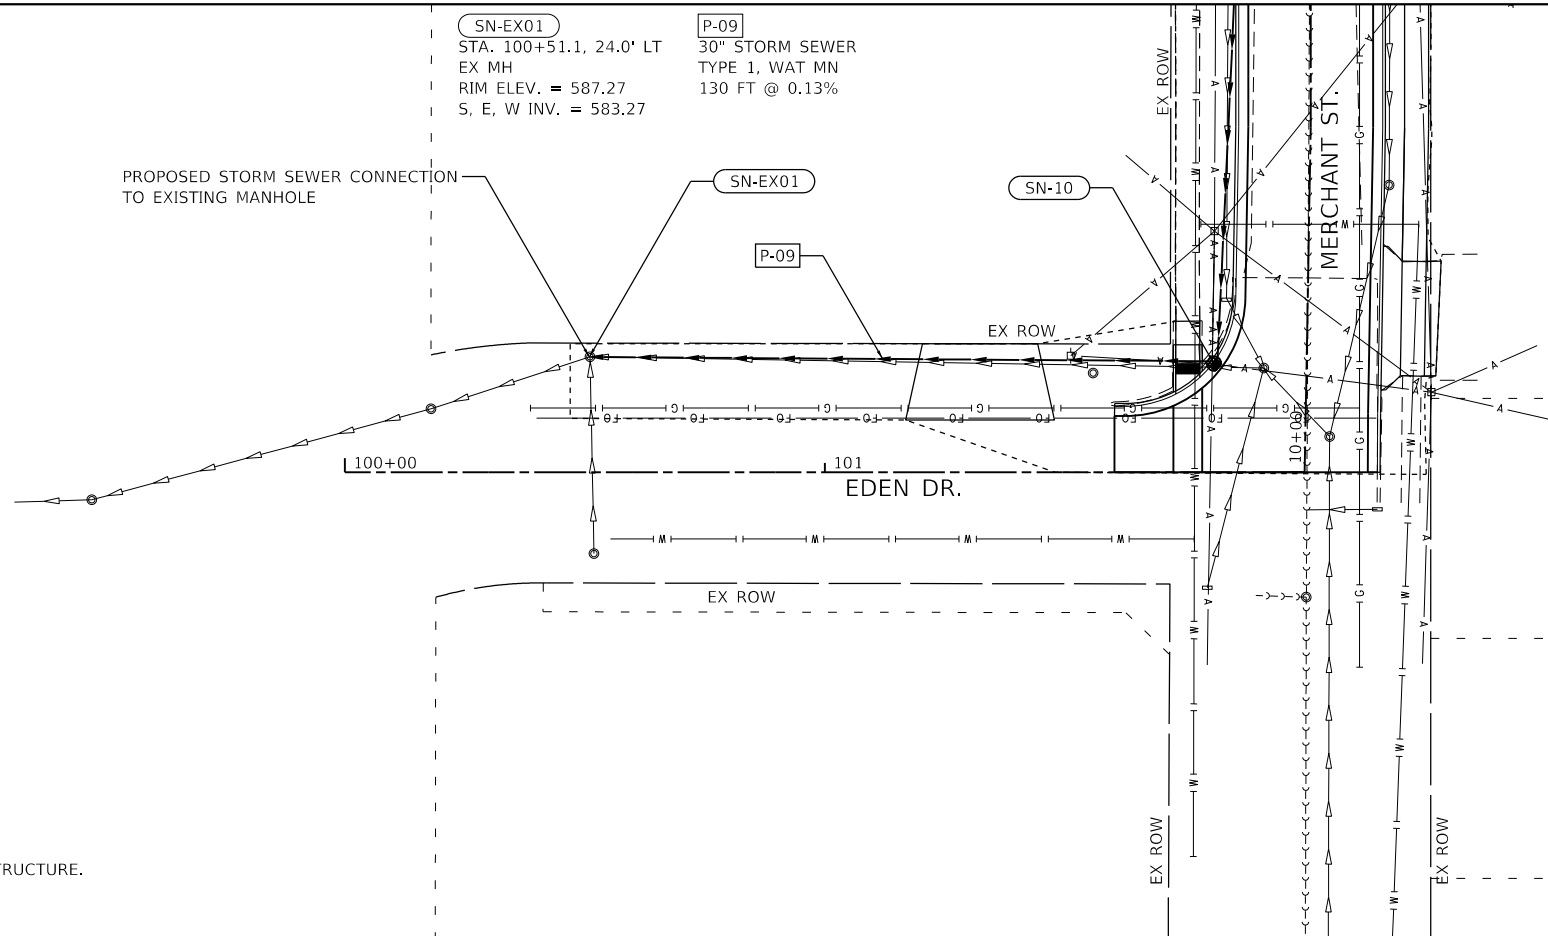 SN-EX01
STA. 100+51.1, 24.0' LT
EX MH
RIM ELEV. = 587.27
S, E, W INV. = 583.27
P-09
30" STORM SEWER
TYPE 1, WAT MN
130 FT @ 0.13%
EX ROW
MERCHANT ST.
PROPOSED STORM SEWER CONNECTION
TO EXISTING MANHOLE
SN-EX01
SN-10
P-09
EX ROW
100+00
101
10+00
EDEN DR.
EX ROW
EX ROW
EX ROW
TRUCTURE.